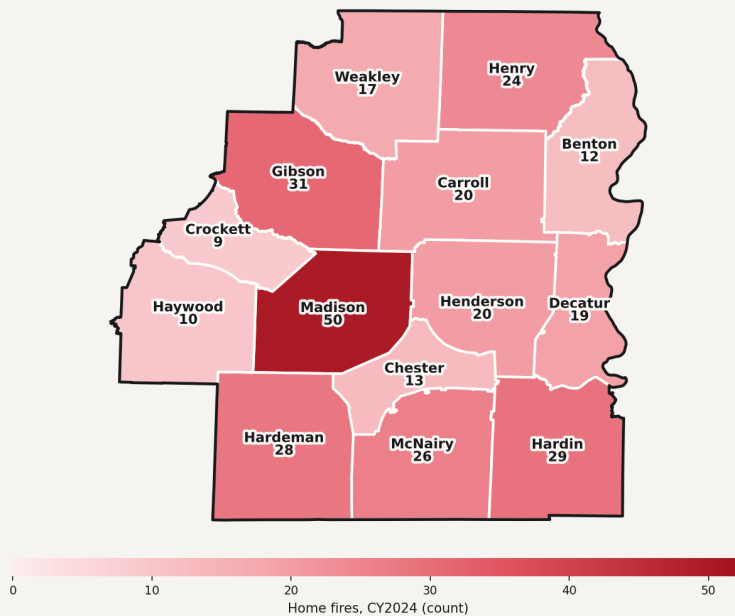 Weakley
17
Henry
24
Benton
12
Gibson
31
Carroll
20
Crockett
9
Haywood
10
Madison
50
Henderson
20
Decatur
19
Chester
13
Hardeman
28
McNairy
26
Hardin
29
0 10 20 30 40 50
Home fires, CY2024 (count)